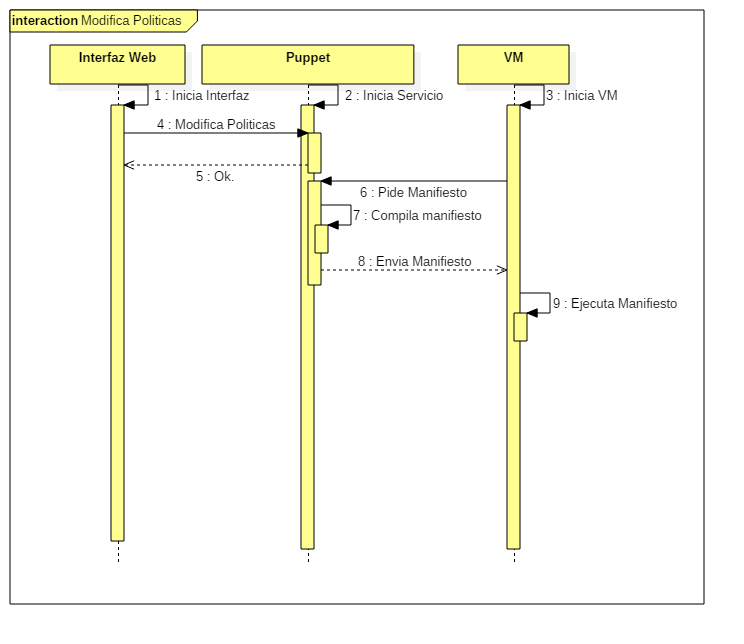 interaction Modifica Politicas
Interfaz Web
Puppet
VM
1 : Inicia Interfaz
2 : Inicia Servicio
3 : Inicia VM
4 : Modifica Politicas
5 : Ok.
6 : Pide Manifiesto
7 : Compila manifiesto
8 : Envia Manifiesto
9 : Ejecuta Manifiesto